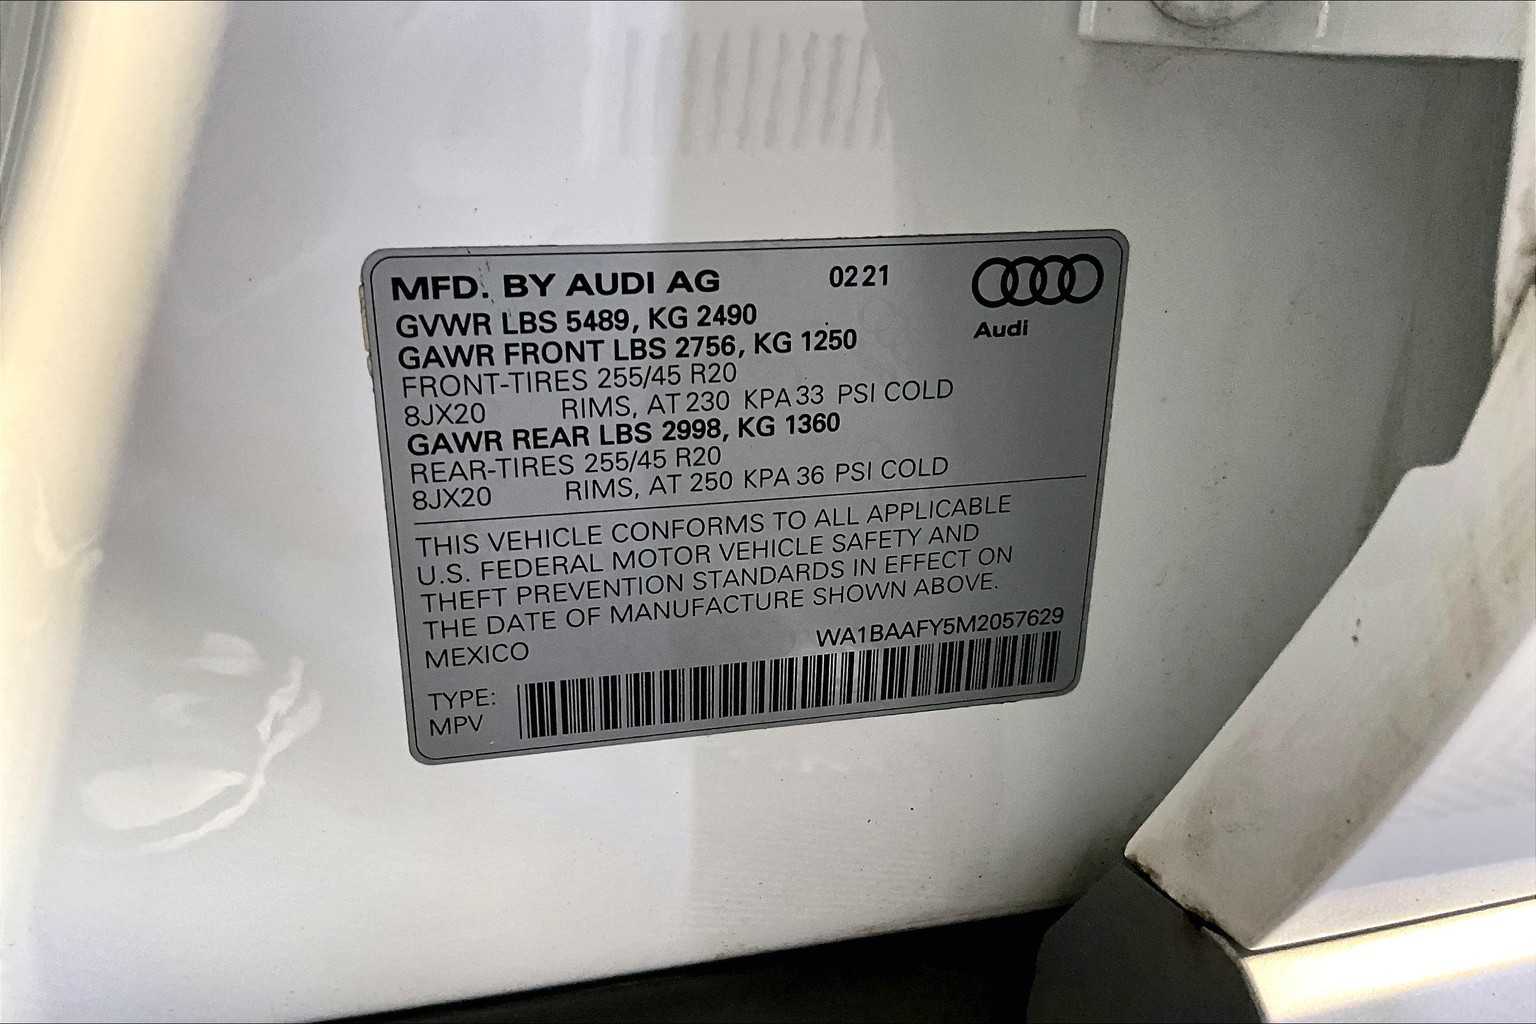 MFD. BY AUDI AG 02 21
Audi
GVWR LBS 5489, KG 2490
GAWR FRONT LBS 2756, KG 1250
FRONT-TIRES 255/45 R20
8JX20 RIMS, AT 230 KPA 33 PSI COLD
GAWR REAR LBS 2998, KG 1360
REAR-TIRES 255/45 R20
8JX20 RIMS, AT 250 KPA 36 PSI COLD
THIS VEHICLE CONFORMS TO ALL APPLICABLE
U.S. FEDERAL MOTOR VEHICLE SAFETY AND
THEFT PREVENTION STANDARDS IN EFFECT ON
THE DATE OF MANUFACTURE SHOWN ABOVE.
MEXICO WA1BAAFY5M2057629
TYPE:
MPV